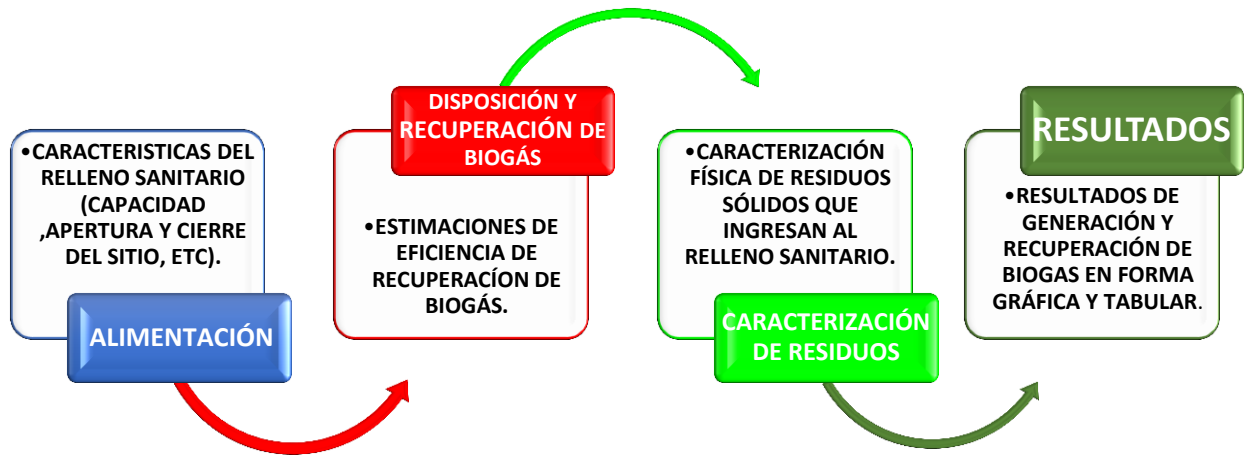 •CARACTERISTICAS DEL
RELLENO SANITARIO
(CAPACIDAD
,APERTURA Y CIERRE
DEL SITIO, ETC).
ALIMENTACIÓN
DISPOSICIÓN Y
RECUPERACIÓN DE
BIOGÁS
•ESTIMACIONES DE
EFICIENCIA DE
RECUPERACÍON DE
BIOGÁS.
•CARACTERIZACIÓN
FÍSICA DE RESIDUOS
SÓLIDOS QUE
INGRESAN AL
RELLENO SANITARIO.
CARACTERIZACIÓN
DE RESIDUOS
RESULTADOS
•RESULTADOS DE
GENERACIÓN Y
RECUPERACIÓN DE
BIOGAS EN FORMA
GRÁFICA Y TABULAR.